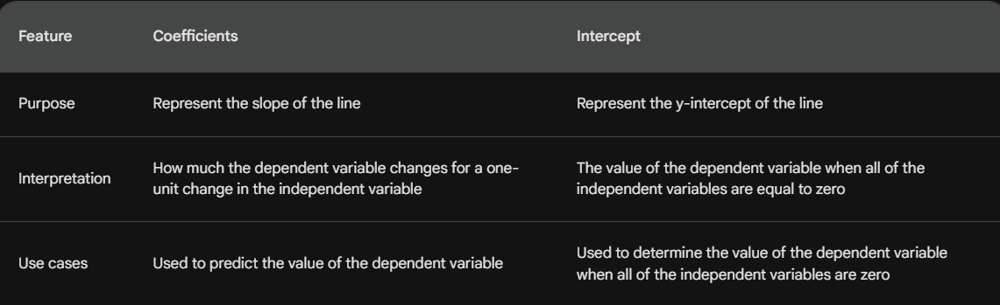 Feature Coefficients Intercept
Purpose Represent the slope of the line Represent the y-intercept of the line
Interpretation
How much the dependent variable changes for a one-
unit change in the independent variable
The value of the dependent variable when all of the
independent variables are equal to zero
Use cases Used to predict the value of the dependent variable
Used to determine the value of the dependent variable
when all of the independent variables are zero